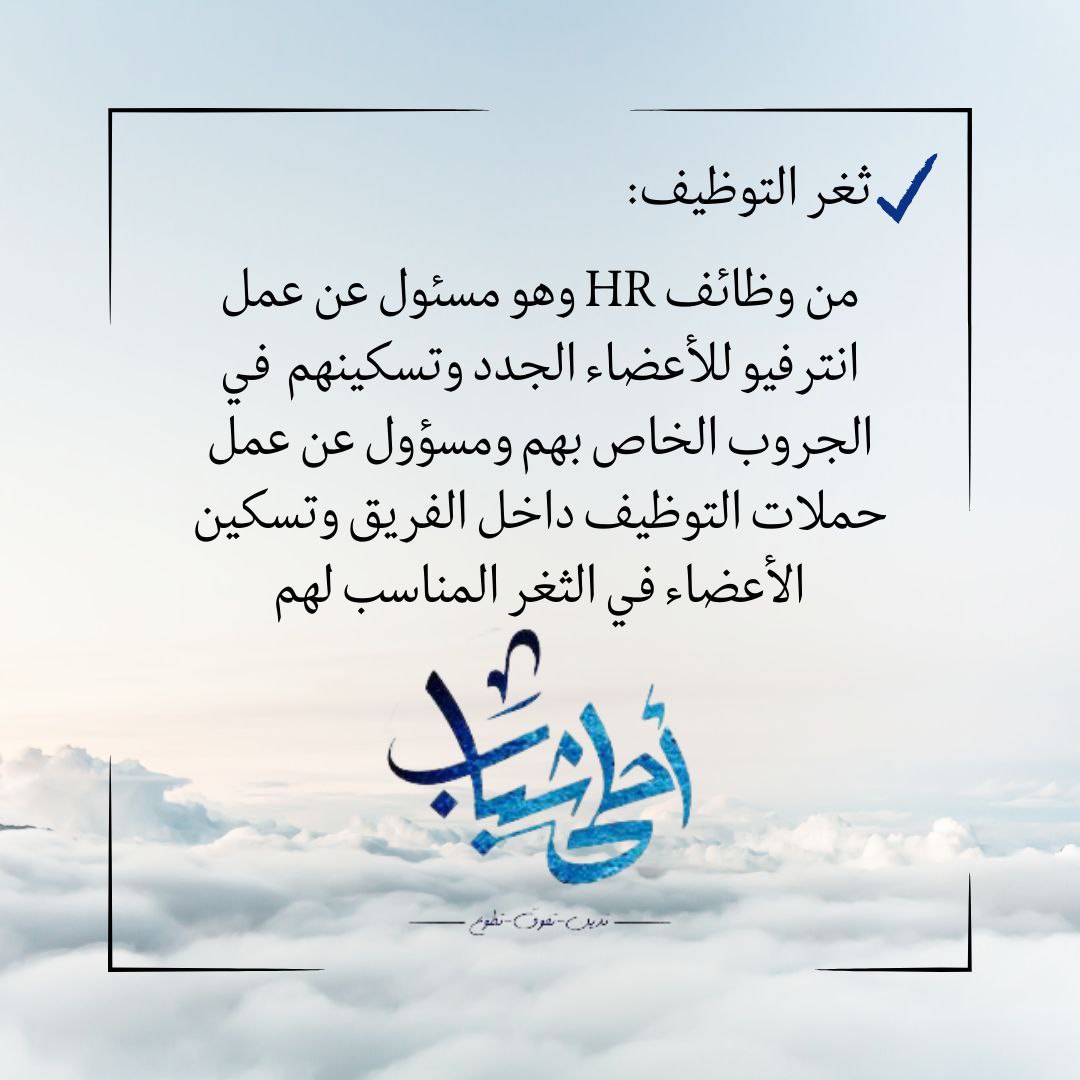 ثغر التوظيف:
من وظائف HR وهو مسئول عن عمل
انترفيو للأعضاء الجدد وتسكينهم في
الجروب الخاص بهم ومسؤول عن عمل
حملات التوظيف داخل الفريق وتسكين
الأعضاء في الثغر المناسب لهم
أحلى شباب
تدين-تفوق-تطوع